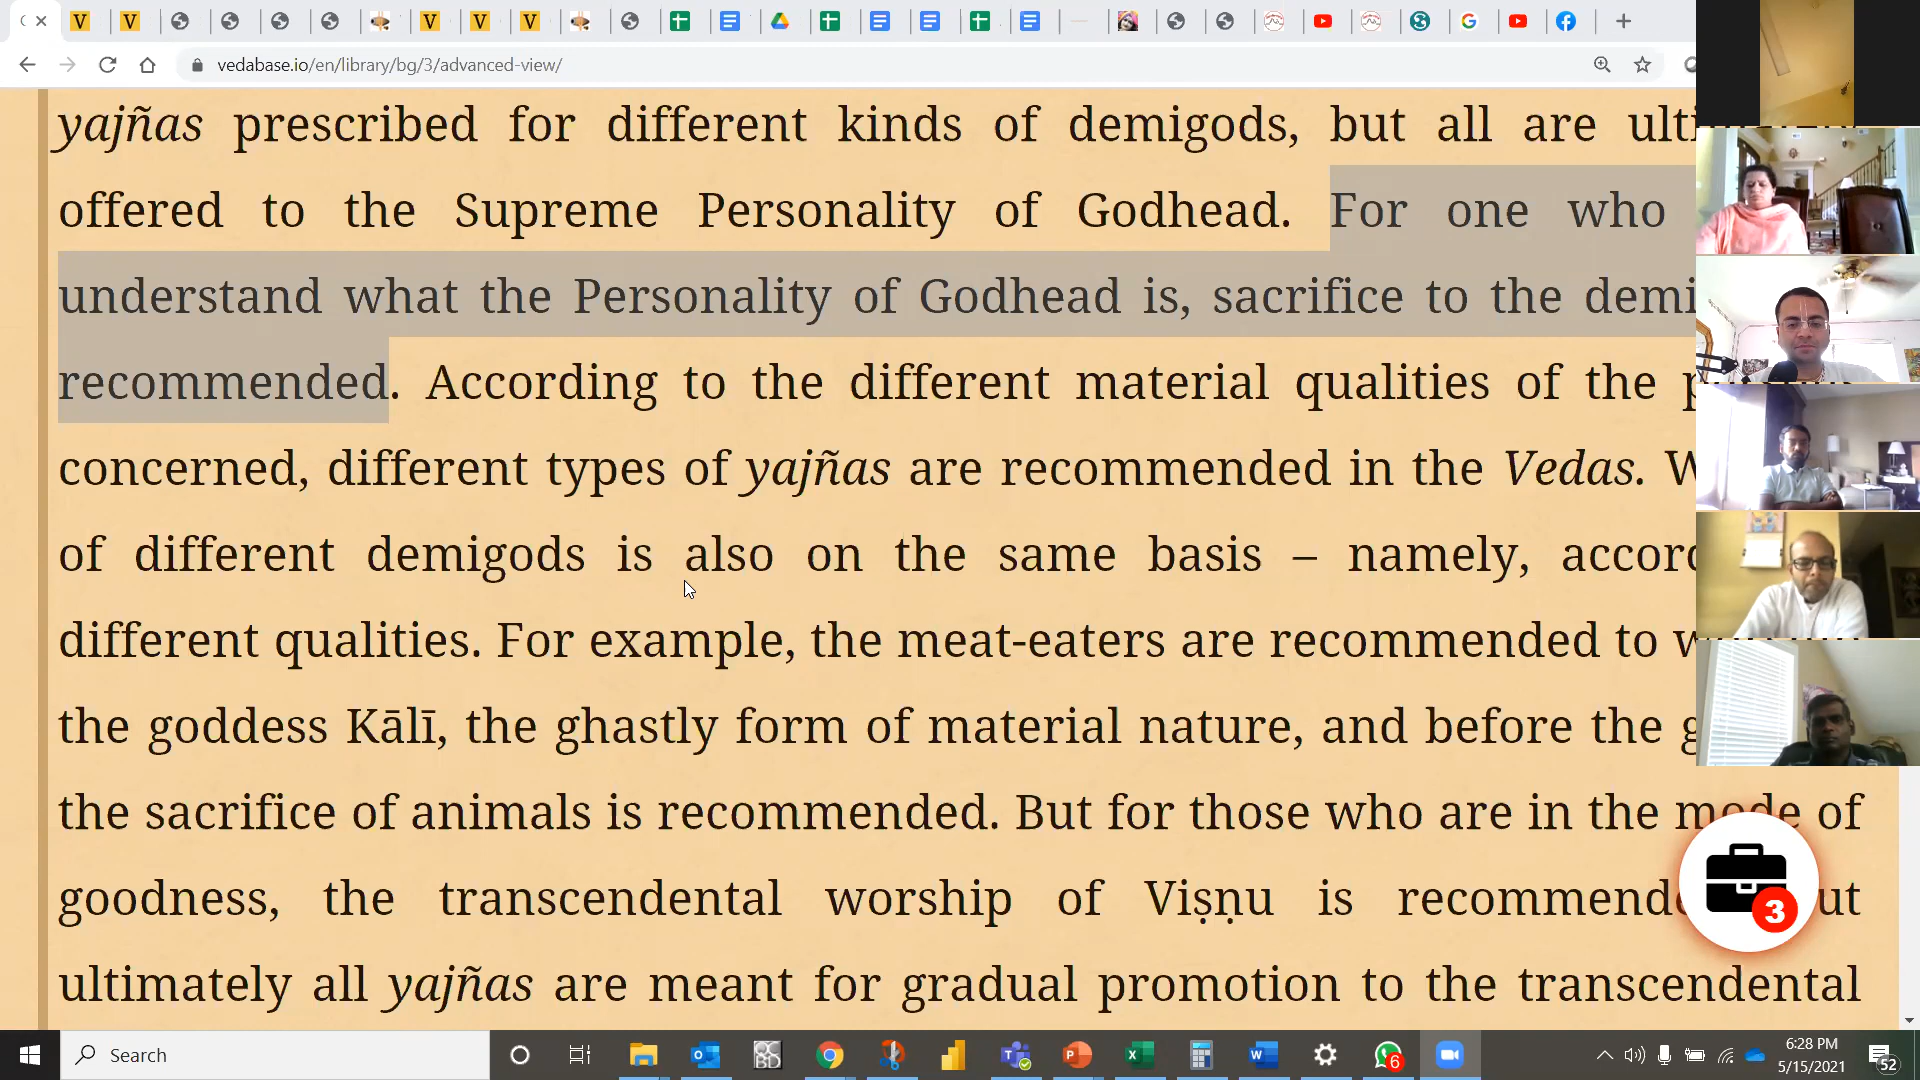 vedabase.io/en/library/bg/3/advanced-view/
yajñas prescribed for different kinds of demigods, but all are
offered to the Supreme Personality of Godhead. For one who
understand what the Personality of Godhead is, sacrifice to the
recommended. According to the different material qualities of the
concerned, different types of yajñas are recommended in the Vedas.
of different demigods is also on the same basis – namely,
different qualities. For example, the meat-eaters are recommended to
the goddess Kālī, the ghastly form of material nature, and before the
the sacrifice of animals is recommended. But for those who are in the mode of
goodness, the transcendental worship of Viṣṇu is
ultimately all yajñas are meant for gradual promotion to the transcendental
3
Search
6
6:28 PM
5/15/2021
52